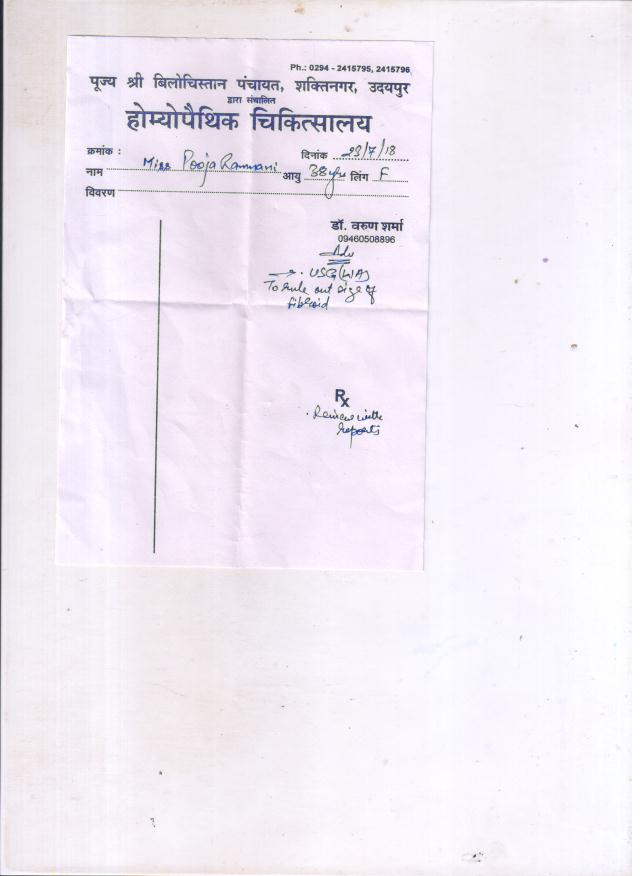 Ph.: 0294 - 2415795, 2415796
पूज्य श्री बिलोचिस्तान पंचायत, शक्तिनगर, उदयपुर
द्वारा संचालित
होम्योपैथिक चिकित्सालय
क्रमांक :
दिनांक 23/7/18
नाम Miss Pooja Ramnani आयु 38yrs लिंग F
विवरण
डॉ. वरुण शर्मा
09460508896
Adv
→ . USG (W/A)
To rule out size of
fibroid
Rx
. Review with
reports